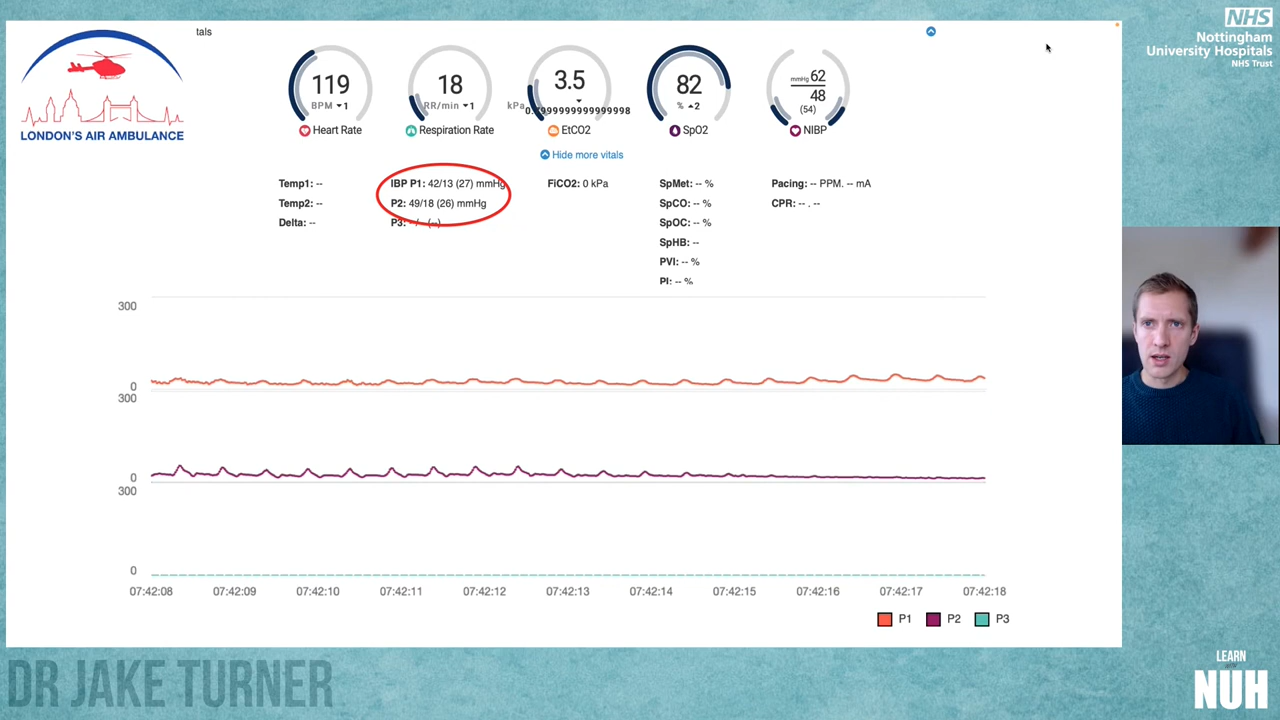 tals
NHS
Nottingham
University Hospitals
NHS Trust
LONDON'S AIR AMBULANCE
119
BPM ▾1
Heart Rate
18
RR/min ▾1
Respiration Rate
3.5
kPa
0.7999999999999998
EtCO2
82
% ▴2
SpO2
mmHg 62
48
(54)
NIBP
Hide more vitals
Temp1: --
Temp2: --
Delta: --
IBP P1: 42/13 (27) mmHg
P2: 49/18 (26) mmHg
P3: --/-- (--)
FiCO2: 0 kPa
SpMet: -- %
SpCO: -- %
SpOC: -- %
SpHB: --
PVI: -- %
PI: -- %
Pacing: -- PPM. -- mA
CPR: -- . --
300
0
300
0
300
0
07:42:08 07:42:09 07:42:10 07:42:11 07:42:12 07:42:13 07:42:14 07:42:15 07:42:16 07:42:17 07:42:18
P1 P2 P3
DR JAKE TURNER
LEARN
NUH